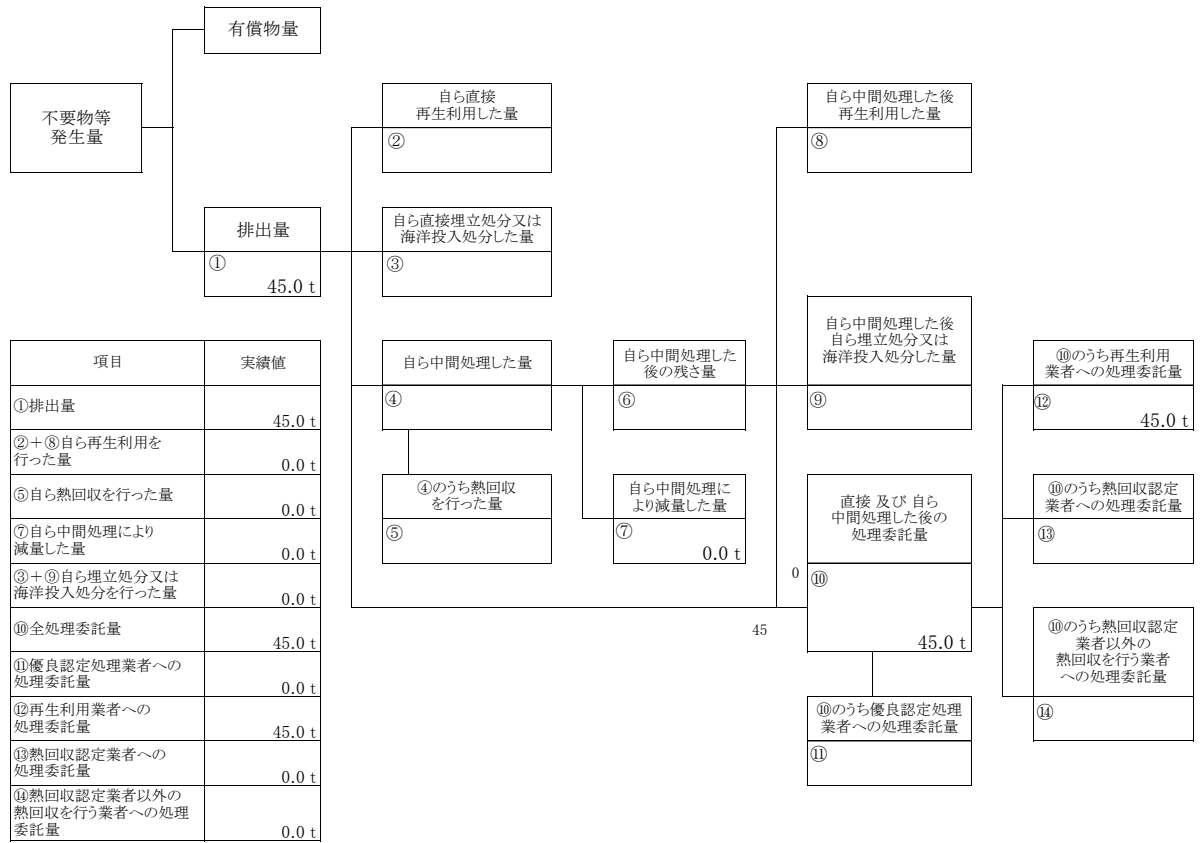 有償物量
不要物等
発生量
自ら直接
再生利用した量
②
自ら中間処理した後
再生利用した量
⑧
排出量
①
45.0 t
自ら直接埋立処分又は
海洋投入処分した量
③
自ら中間処理した量
④
自ら中間処理した
後の残さ量
⑥
自ら中間処理した後
自ら埋立処分又は
海洋投入処分した量
⑨
⑩のうち再生利用
業者への処理委託量
⑫
45.0 t
④のうち熱回収
を行った量
⑤
自ら中間処理に
より減量した量
⑦
0.0 t
直接 及び 自ら
中間処理した後の
処理委託量
0
⑩
45.0 t
45
⑩のうち熱回収認定
業者への処理委託量
⑬
⑩のうち熱回収認定
業者以外の
熱回収を行う業者
への処理委託量
⑭
⑩のうち優良認定処理
業者への処理委託量
⑪
項目 実績値
①排出量
45.0 t
②＋⑧自ら再生利用を
行った量
0.0 t
⑤自ら熱回収を行った量
0.0 t
⑦自ら中間処理により
減量した量
0.0 t
③＋⑨自ら埋立処分又は
海洋投入処分を行った量
0.0 t
⑩全処理委託量
45.0 t
⑪優良認定処理業者への
処理委託量
0.0 t
⑫再生利用業者への
処理委託量
45.0 t
⑬熱回収認定業者への
処理委託量
0.0 t
⑭熱回収認定業者以外の
熱回収を行う業者への処理
委託量
0.0 t